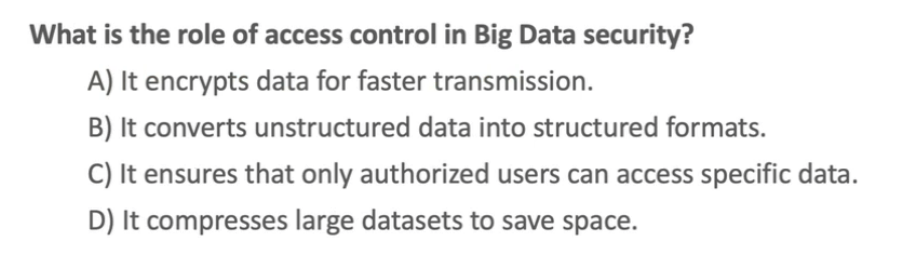 What is the role of access control in Big Data security?
A) It encrypts data for faster transmission.
B) It converts unstructured data into structured formats.
C) It ensures that only authorized users can access specific data.
D) It compresses large datasets to save space.